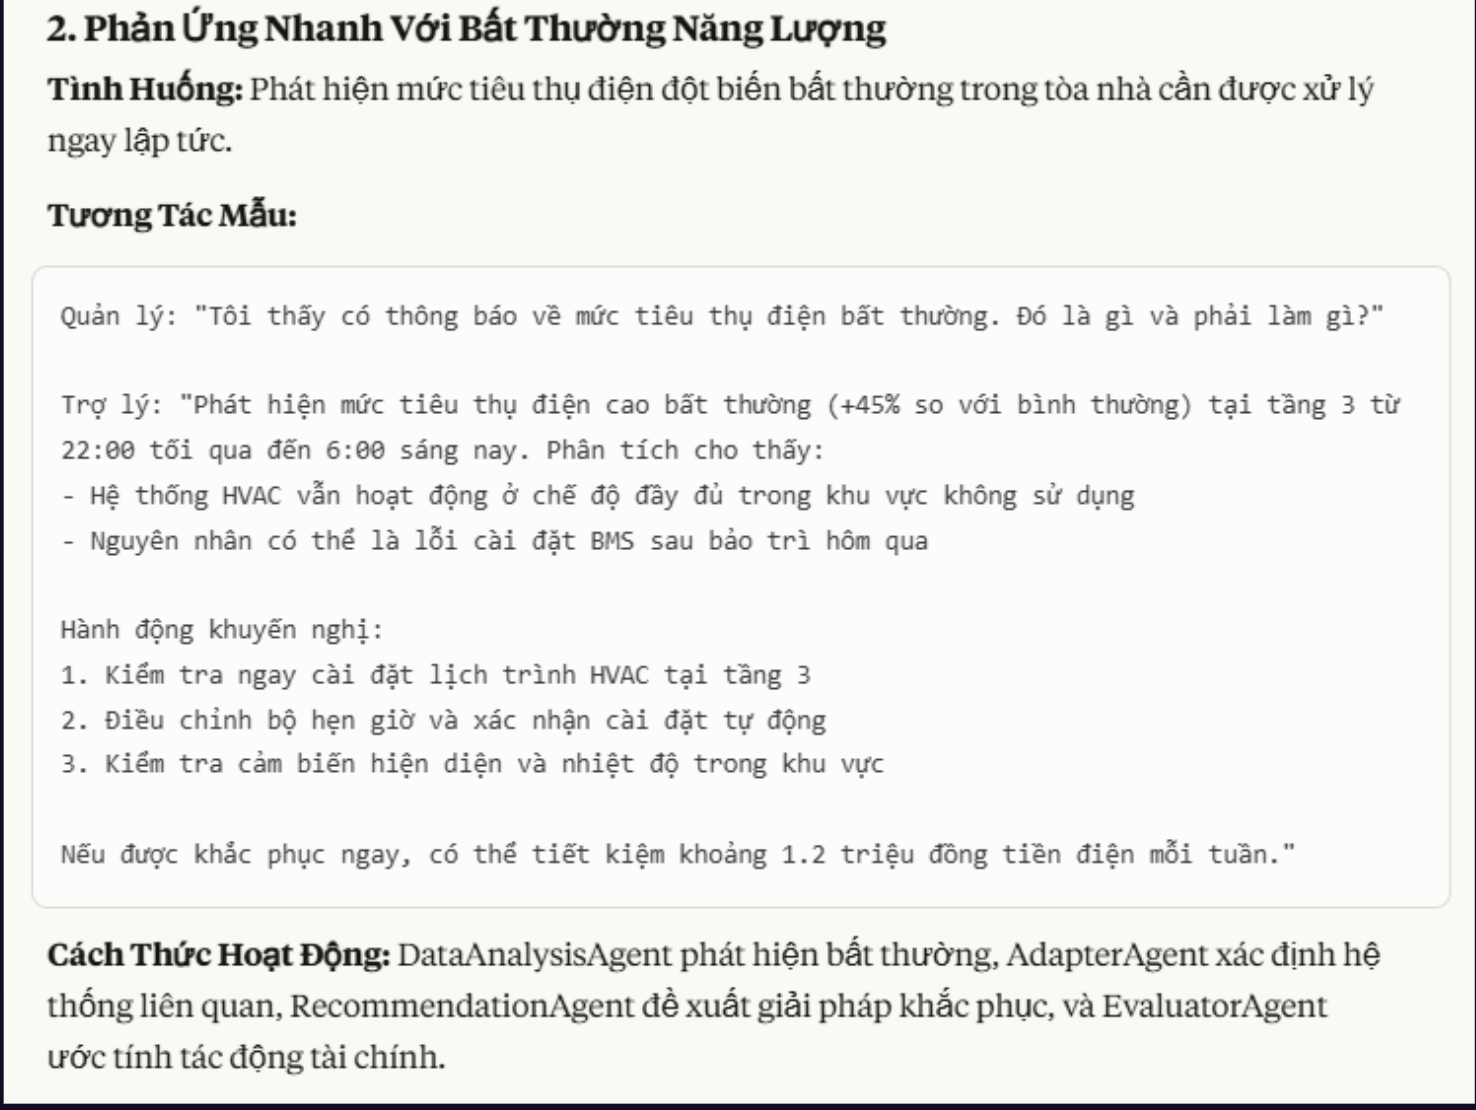 2. Phản Ứng Nhanh Với Bất Thường Năng Lượng
Tình Huống: Phát hiện mức tiêu thụ điện đột biến bất thường trong tòa nhà cần được xử lý
ngay lập tức.
Tương Tác Mẫu:
Quản lý: "Tôi thấy có thông báo về mức tiêu thụ điện bất thường. Đó là gì và phải làm gì?"
Trợ lý: "Phát hiện mức tiêu thụ điện cao bất thường (+45% so với bình thường) tại tầng 3 từ
22:00 tối qua đến 6:00 sáng nay. Phân tích cho thấy:
- Hệ thống HVAC vẫn hoạt động ở chế độ đầy đủ trong khu vực không sử dụng
- Nguyên nhân có thể là lỗi cài đặt BMS sau bảo trì hôm qua
Hành động khuyến nghị:
1. Kiểm tra ngay cài đặt lịch trình HVAC tại tầng 3
2. Điều chỉnh bộ hẹn giờ và xác nhận cài đặt tự động
3. Kiểm tra cảm biến hiện diện và nhiệt độ trong khu vực
Nếu được khắc phục ngay, có thể tiết kiệm khoảng 1.2 triệu đồng tiền điện mỗi tuần."
Cách Thức Hoạt Động: DataAnalysisAgent phát hiện bất thường, AdapterAgent xác định hệ
thống liên quan, RecommendationAgent đề xuất giải pháp khắc phục, và EvaluatorAgent
ước tính tác động tài chính.